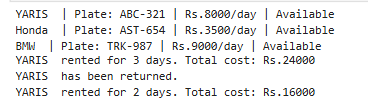 YARIS  | Plate: ABC-321 | Rs.8000/day | Available
Honda  | Plate: AST-654 | Rs.3500/day | Available
BMW  | Plate: TRK-987 | Rs.9000/day | Available
YARIS  rented for 3 days. Total cost: Rs.24000
YARIS  has been returned.
YARIS  rented for 2 days. Total cost: Rs.16000